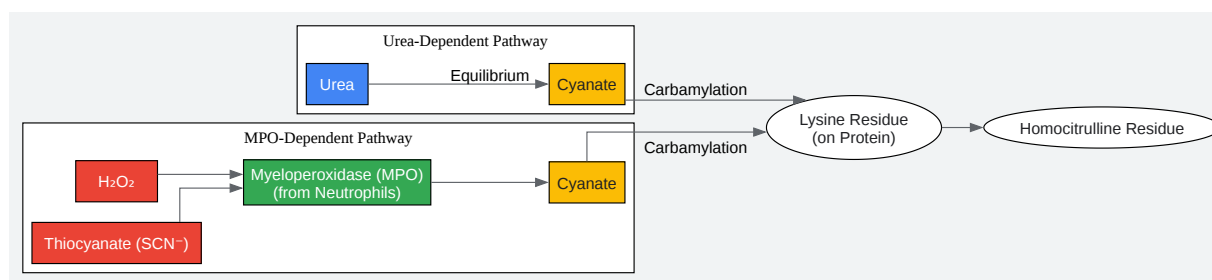 Urea-Dependent Pathway
Urea
Equilibrium
Cyanate
Carbamylation
MPO-Dependent Pathway
H₂O₂
Thiocyanate (SCN⁻)
Myeloperoxidase (MPO)
(from Neutrophils)
Cyanate
Carbamylation
Lysine Residue
(on Protein)
Homocitrulline Residue